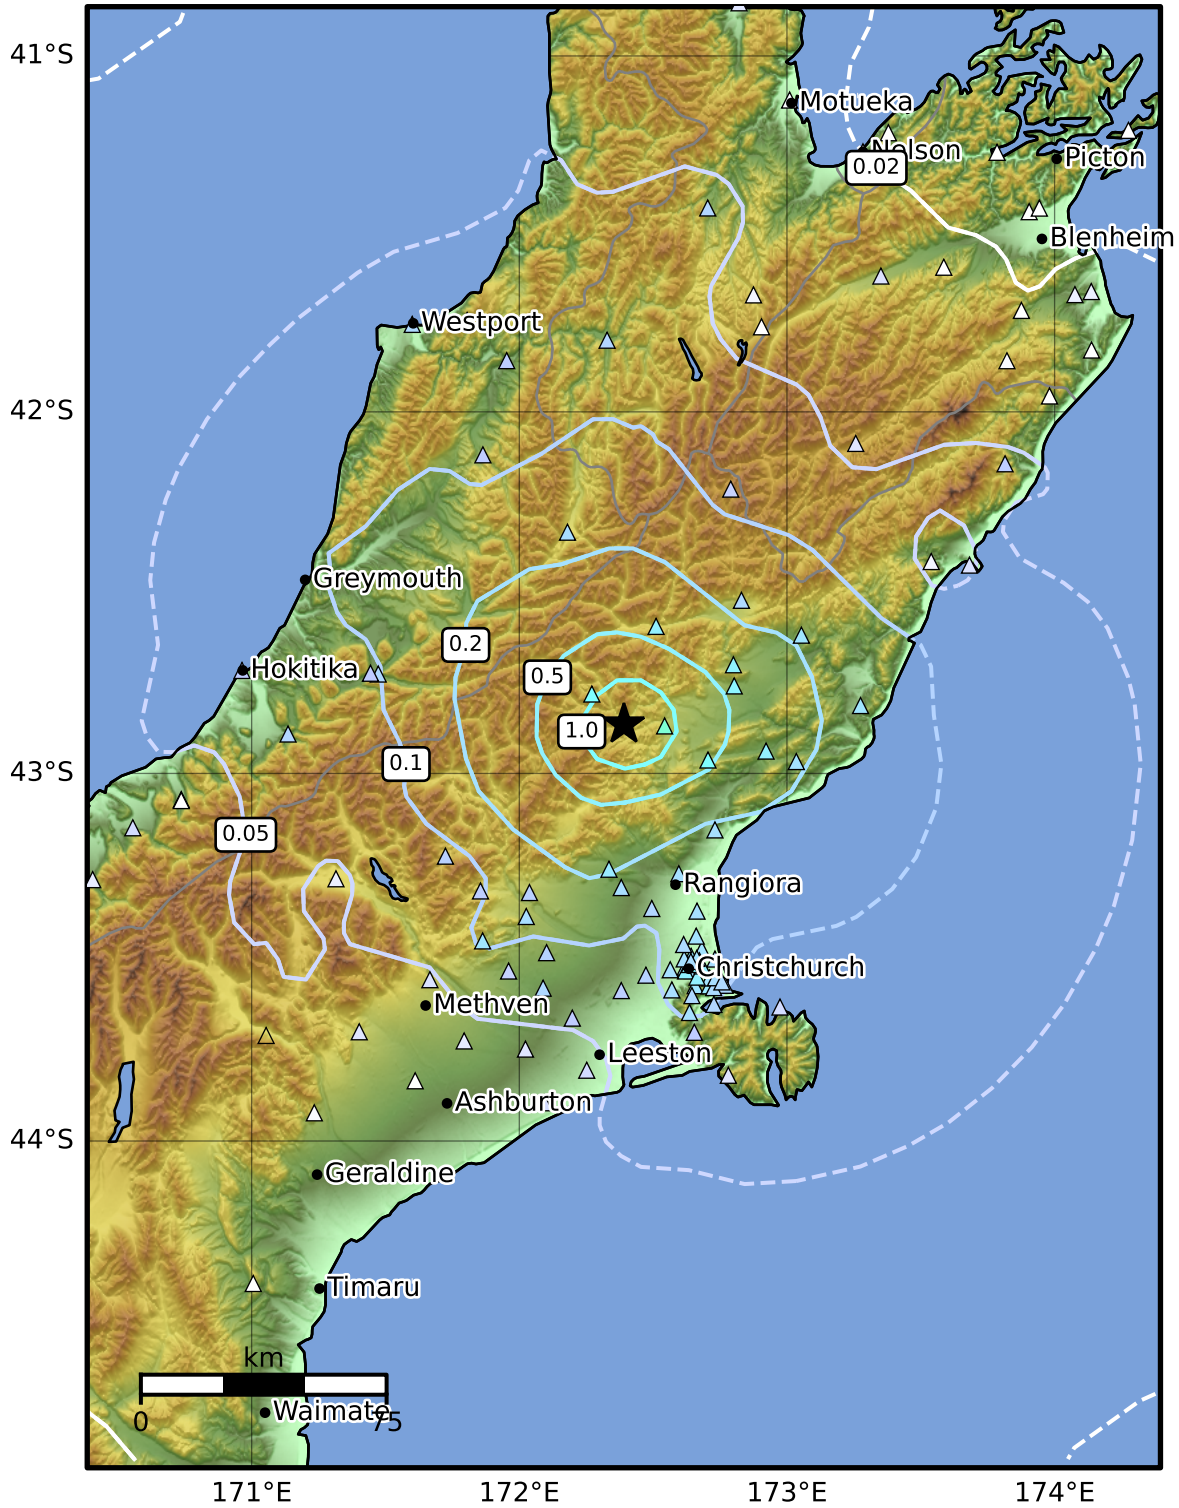 41°S
Motueka
Nelson
0.02
Picton
Blenheim
Westport
42°S
Greymouth
0.2
Hokitika
0.5
1.0
0.1
43°S
0.05
Rangiora
Christchurch
Methven
Leeston
Ashburton
44°S
Geraldine
Timaru
km
Waimate
0
75
171°E
172°E
173°E
174°E